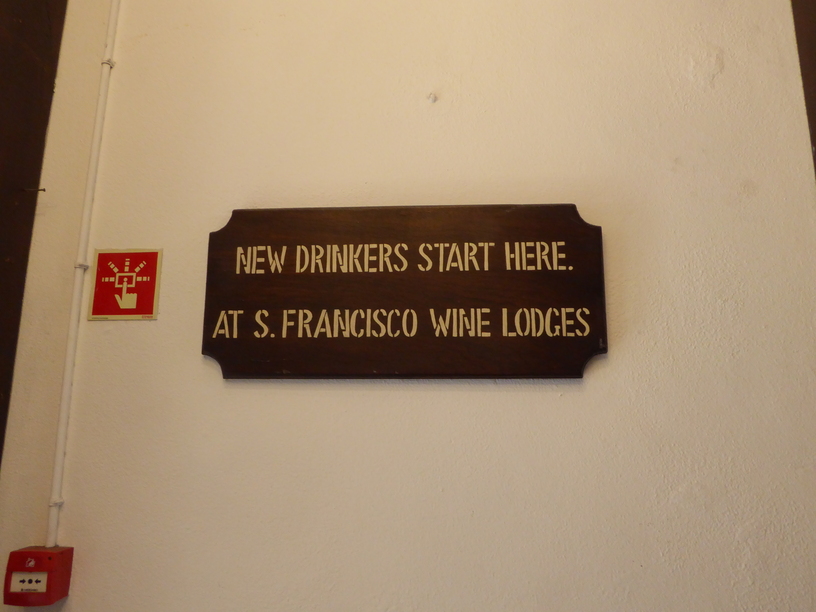 NEW DRINKERS START HERE.
AT S. FRANCISCO WINE LODGES